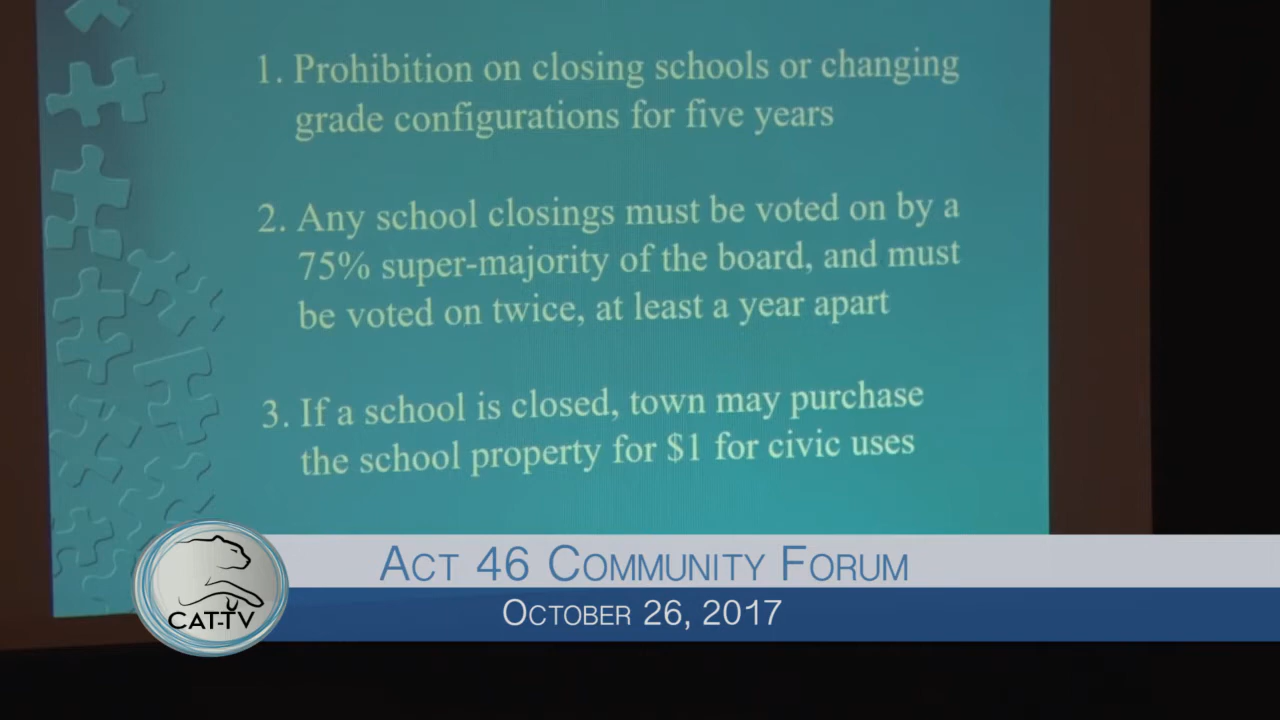 1. Prohibition on closing schools or changing
grade configurations for five years
2. Any school closings must be voted on by a
75% super-majority of the board, and must
be voted on twice, at least a year apart
3. If a school is closed, town may purchase
the school property for $1 for civic uses
Act 46 Community Forum
October 26, 2017
CAT-TV